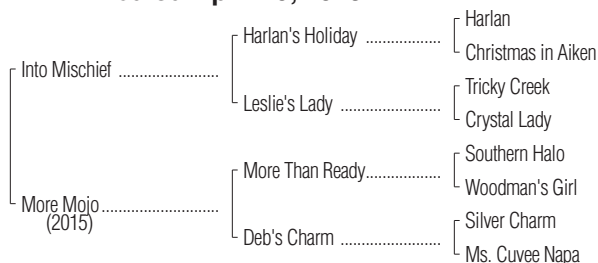 Harlan
Harlan's Holiday ..................
Christmas in Aiken
Into Mischief ........................
Tricky Creek
Leslie's Lady ........................
Crystal Lady
Southern Halo
More Than Ready..................
Woodman's Girl
More Mojo............................
(2015)
Silver Charm
Deb's Charm ........................
Ms. Cuvee Napa